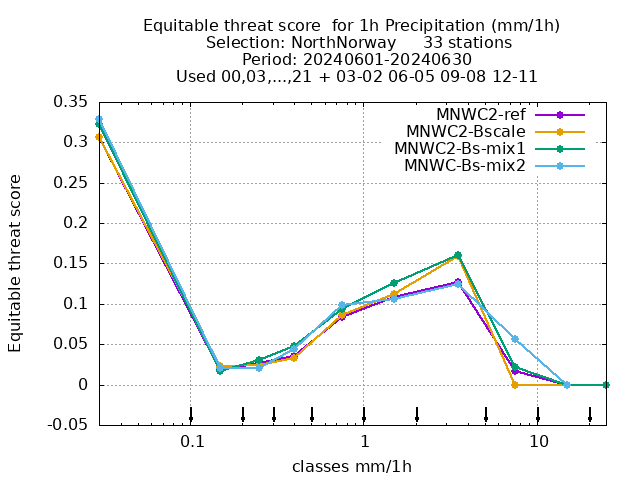 Equitable threat score  for 1h Precipitation (mm/1h)
Selection: NorthNorway     33 stations
Period: 20240601-20240630
Used 00,03,...,21 + 03-02 06-05 09-08 12-11
0.35
0.3
0.25
0.2
0.15
0.1
0.05
0
-0.05
Equitable threat score
MNWC2-ref
MNWC2-Bscale
MNWC2-Bs-mix1
MNWC-Bs-mix2
0.1
1
10
classes mm/1h